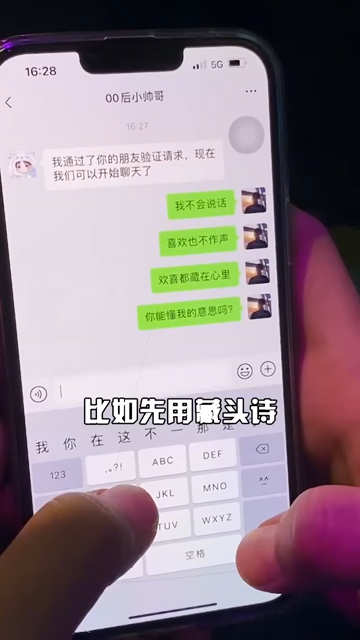 16:28
5G
00后小帅哥
16:27
我通过了你的朋友验证请求，现在
我们可以开始聊天了
我不会说话
喜欢也不作声
欢喜都藏在心里
你能懂我的意思吗?
比如先用藏头诗
我 你 在 这 不 一 那 是
123
,。?!
ABC
DEF
JKL
MNO
TUV
WXYZ
^^
空格